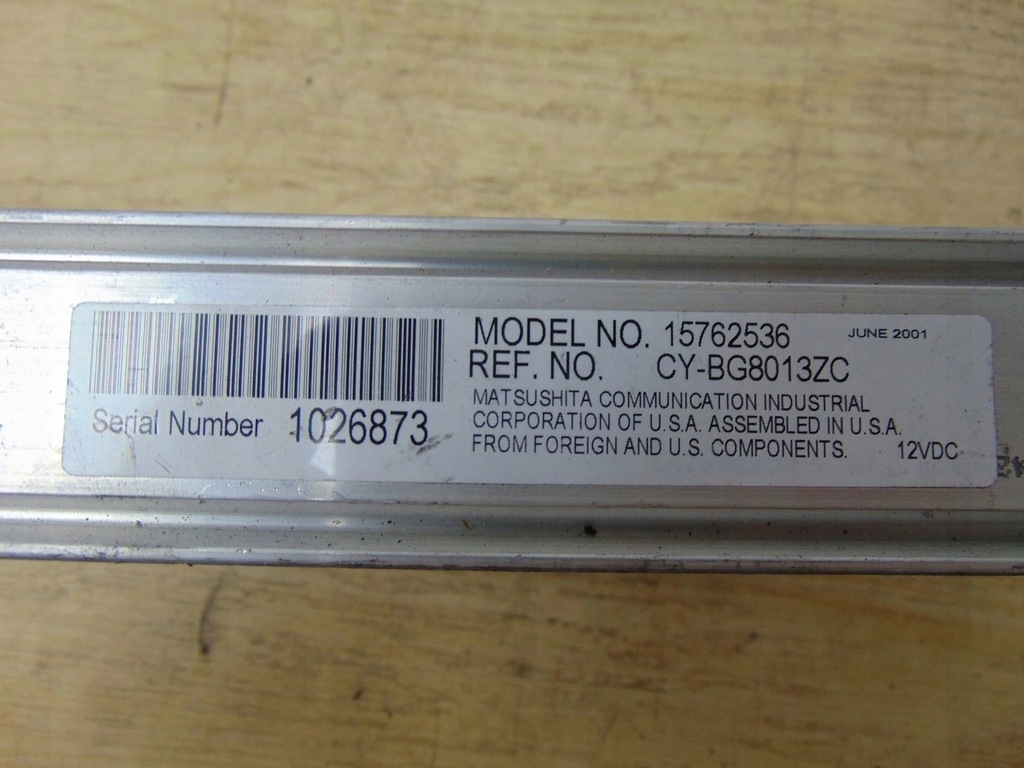 MODEL NO. 15762536 JUNE 2001
REF. NO. CY-BG8013ZC
MATSUSHITA COMMUNICATION INDUSTRIAL
CORPORATION OF U.S.A. ASSEMBLED IN U.S.A.
FROM FOREIGN AND U.S. COMPONENTS. 12VDC
Serial Number 1026873